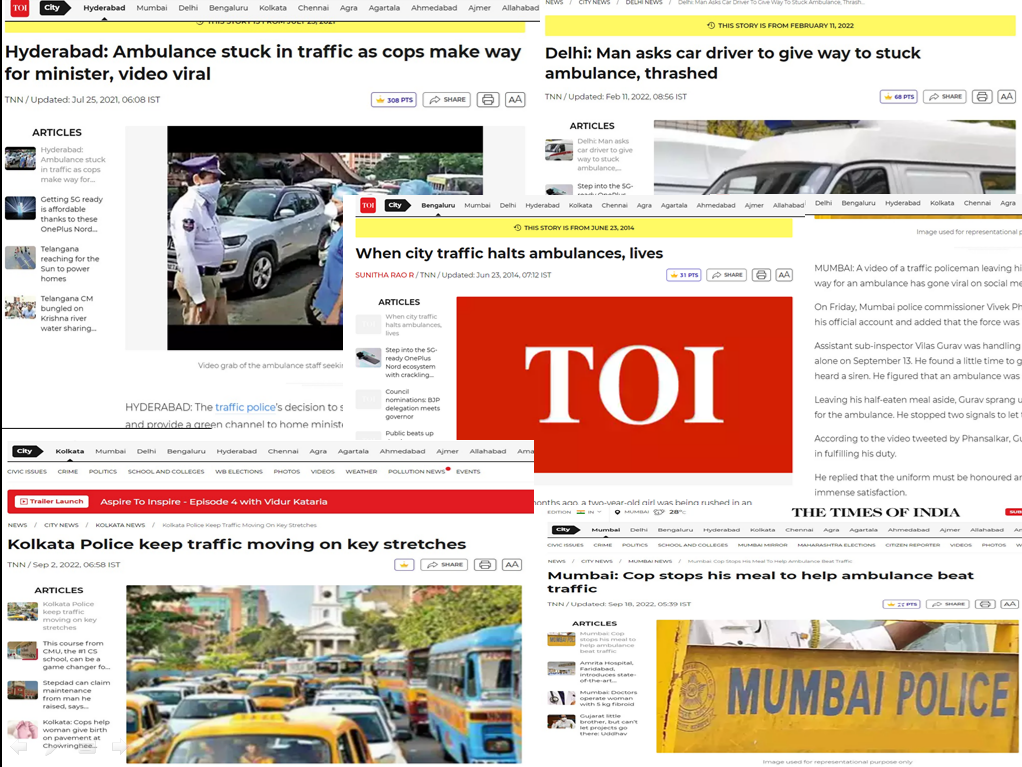 TOI City Hyderabad Mumbai Delhi Bengaluru Kolkata Chennai Agra Agartala Ahmedabad Ajmer Allahabad
THIS STORY IS FROM JULY 25, 2021
Hyderabad: Ambulance stuck in traffic as cops make way
for minister, video viral
TNN / Updated: Jul 25, 2021, 06:08 IST
308 PTS SHARE AA
ARTICLES
Hyderabad:
Ambulance stuck
in traffic as cops
make way for...
Getting 5G ready
is affordable
thanks to these
OnePlus Nord...
Telangana
reaching for the
Sun to power
homes
Telangana CM
bungled on
Krishna river
water sharing...
Video grab of the ambulance staff seeki
HYDERABAD: The traffic police's decision to s
and provide a green channel to home ministe
NEWS / CITY NEWS / DELHI NEWS / Delhi: Man Asks Car Driver To Give Way To Stuck Ambulance, Thrash...
THIS STORY IS FROM FEBRUARY 11, 2022
Delhi: Man asks car driver to give way to stuck
ambulance, thrashed
TNN / Updated: Feb 11, 2022, 08:56 IST
68 PTS SHARE AA
ARTICLES
Delhi: Man asks
car driver to give
way to stuck
ambulance,...
Step into the 5G-
ready OnePlus
TOI City Bengaluru Mumbai Delhi Hyderabad Kolkata Chennai Agra Agartala Ahmedabad Ajmer Allahabad
THIS STORY IS FROM JUNE 23, 2014
When city traffic halts ambulances, lives
SUNITHA RAO R / TNN / Updated: Jun 23, 2014, 07:12 IST
31 PTS SHARE AA
ARTICLES
When city traffic
halts ambulances,
lives
Step into the 5G-
ready OnePlus
Nord ecosystem
with crackling...
Council
nominations: BJP
delegation meets
governor
Public beats up
TOI
months ago, a two-year-old girl was being rushed in an
Delhi Bengaluru Hyderabad Kolkata Chennai Agra
Image used for representational p
MUMBAI: A video of a traffic policeman leaving hi
way for an ambulance has gone viral on social me
On Friday, Mumbai police commissioner Vivek Ph
his official account and added that the force was
Assistant sub-inspector Vilas Gurav was handling
alone on September 13. He found a little time to g
heard a siren. He figured that an ambulance was
Leaving his half-eaten meal aside, Gurav sprang u
for the ambulance. He stopped two signals to let
According to the video tweeted by Phansalkar, Gu
in fulfilling his duty.
He replied that the uniform must be honoured ar
immense satisfaction.
City Kolkata Mumbai Delhi Bengaluru Hyderabad Chennai Agra Agartala Ahmedabad Ajmer Allahabad Ama
CIVIC ISSUES CRIME POLITICS SCHOOL AND COLLEGES WB ELECTIONS PHOTOS VIDEOS WEATHER POLLUTION NEWS EVENTS
Trailer Launch Aspire To Inspire - Episode 4 with Vidur Kataria
NEWS / CITY NEWS / KOLKATA NEWS / Kolkata Police Keep Traffic Moving On Key Stretches
Kolkata Police keep traffic moving on key stretches
TNN / Sep 2, 2022, 06:58 IST
SHARE AA
ARTICLES
Kolkata Police
keep traffic
moving on key
stretches
This course from
CMU, the #1 CS
school, can be a
game changer fo...
Stepdad can claim
maintenance
from man he
raised, says...
Kolkata: Cops help
woman give birth
on pavement at
Chowringhee...
EDITION IN MUMBAI 28°C THE TIMES OF INDIA SUB
City Mumbai Delhi Bengaluru Hyderabad Kolkata Chennai Agra Agartala Ahmedabad Ajmer Allahabad
CIVIC ISSUES CRIME POLITICS SCHOOL AND COLLEGES MUMBAI MIRROR MAHARASHTRA ELECTIONS CITIZEN REPORTER VIDEOS PHOTOS
NEWS / CITY NEWS / MUMBAI NEWS / Mumbai: Cop Stops His Meal To Help Ambulance Beat Traffic
Mumbai: Cop stops his meal to help ambulance beat
traffic
TNN / Updated: Sep 18, 2022, 05:39 IST
PTS SHARE AA
ARTICLES
Mumbai: Cop
stops his meal to
help ambulance
beat traffic
Amrita Hospital,
Faridabad,
introduces state-
of-the-art...
Mumbai: Doctors
operate woman
with 5 kg fibroid
Gujarat little
brother, but can't
let projects go
there: Uddhav
MUMBAI POLICE
Image used for representational purpose only